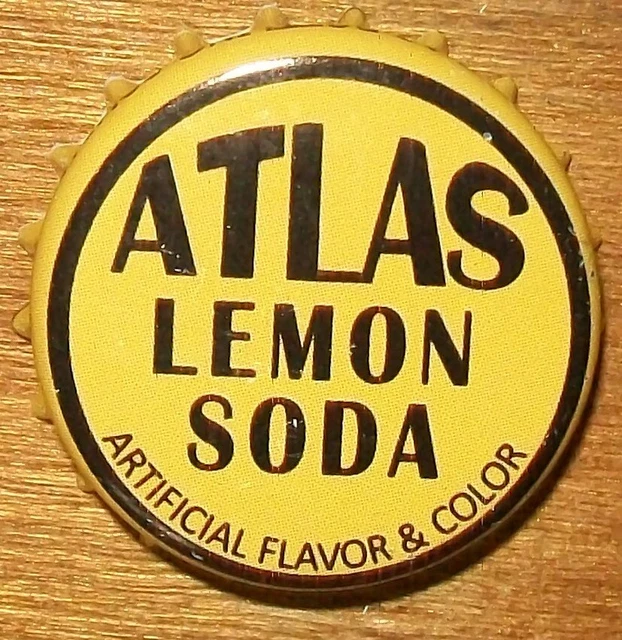 ATLAS
LEMON
SODA
ARTIFICIAL FLAVOR & COLOR